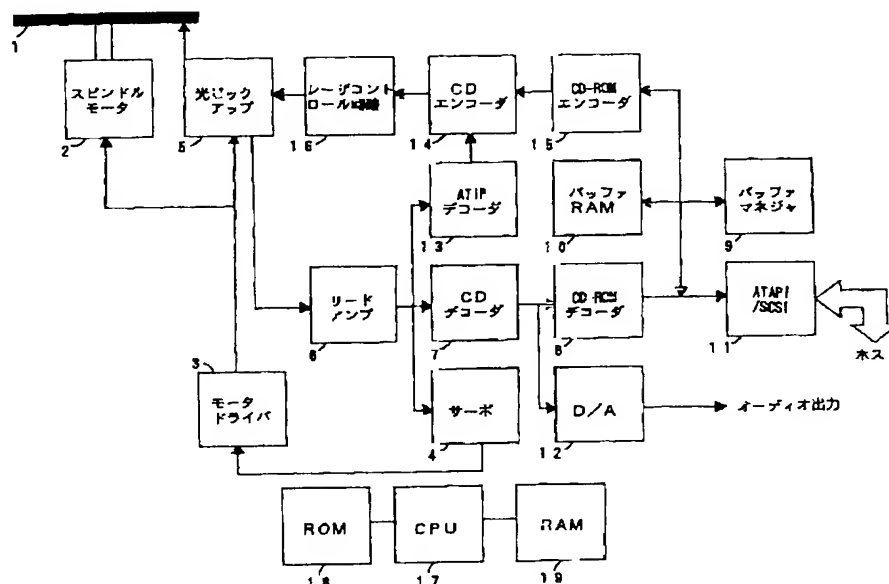 1
スピンドル
モータ
2
光ピック
アップ
5
レーザコント
ロール
16
CD
エンコーダ
14
CD-ROM
エンコーダ
15
ATIP
デコーダ
13
バッファ
RAM
10
バッファ
マネジャ
9
リード
アンプ
6
CD
デコーダ
7
CD-ROM
デコーダ
8
ATAPI
/SCSI
11
ホス
3
モータ
ドライバ
サーボ
4
D/A
12
オーディオ出力
ROM
18
CPU
17
RAM
19